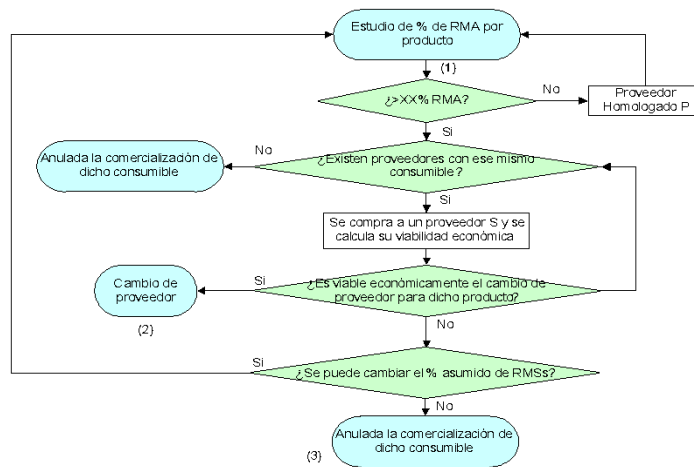 Estudio de % de RMA por
producto
(1)
¿>XX% RMA?
No
Proveedor
Homologado P
Si
¿Existen proveedores con ese mismo
consumible?
No
Anulada la comercialización de
dicho consumible
Si
Se compra a un proveedor S y se
calcula su viabilidad económica
¿Es viable económicamente el cambio de
proveedor para dicho producto?
Si
Cambio de
proveedor
(2)
No
¿Se puede cambiar el % asumido de RMSs?
Si
No
Anulada la comercialización de
dicho consumible
(3)